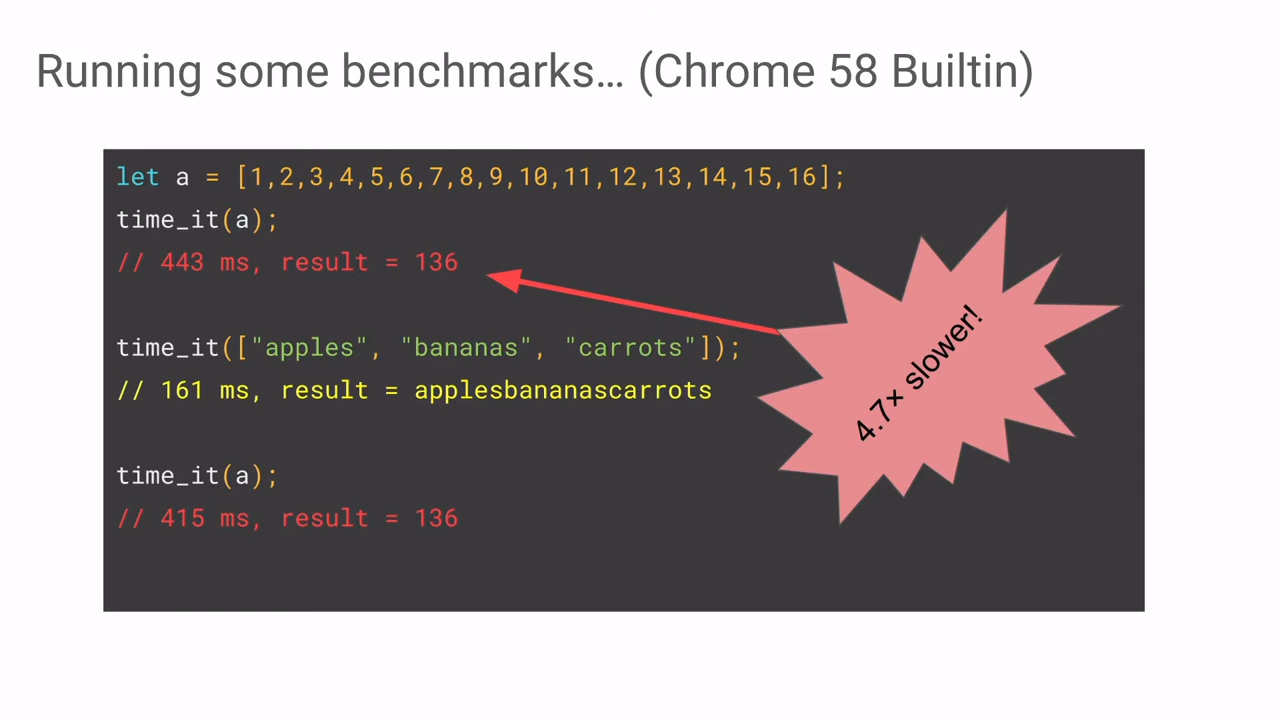 Running some benchmarks… (Chrome 58 Builtin)
let a = [1,2,3,4,5,6,7,8,9,10,11,12,13,14,15,16];
time_it(a);
// 443 ms, result = 136
time_it(["apples", "bananas", "carrots"]);
// 161 ms, result = applesbananascarrots
time_it(a);
// 415 ms, result = 136
4.7× slower!